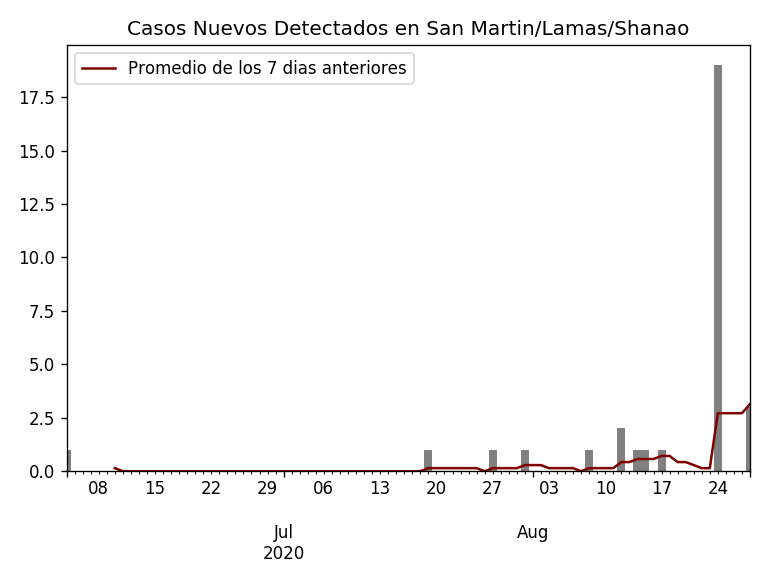 Casos Nuevos Detectados en San Martin/Lamas/Shanao
Promedio de los 7 dias anteriores
17.5
15.0
12.5
10.0
7.5
5.0
2.5
0.0
08 15 22 29 06 13 20 27 03 10 17 24
Jul Aug
2020